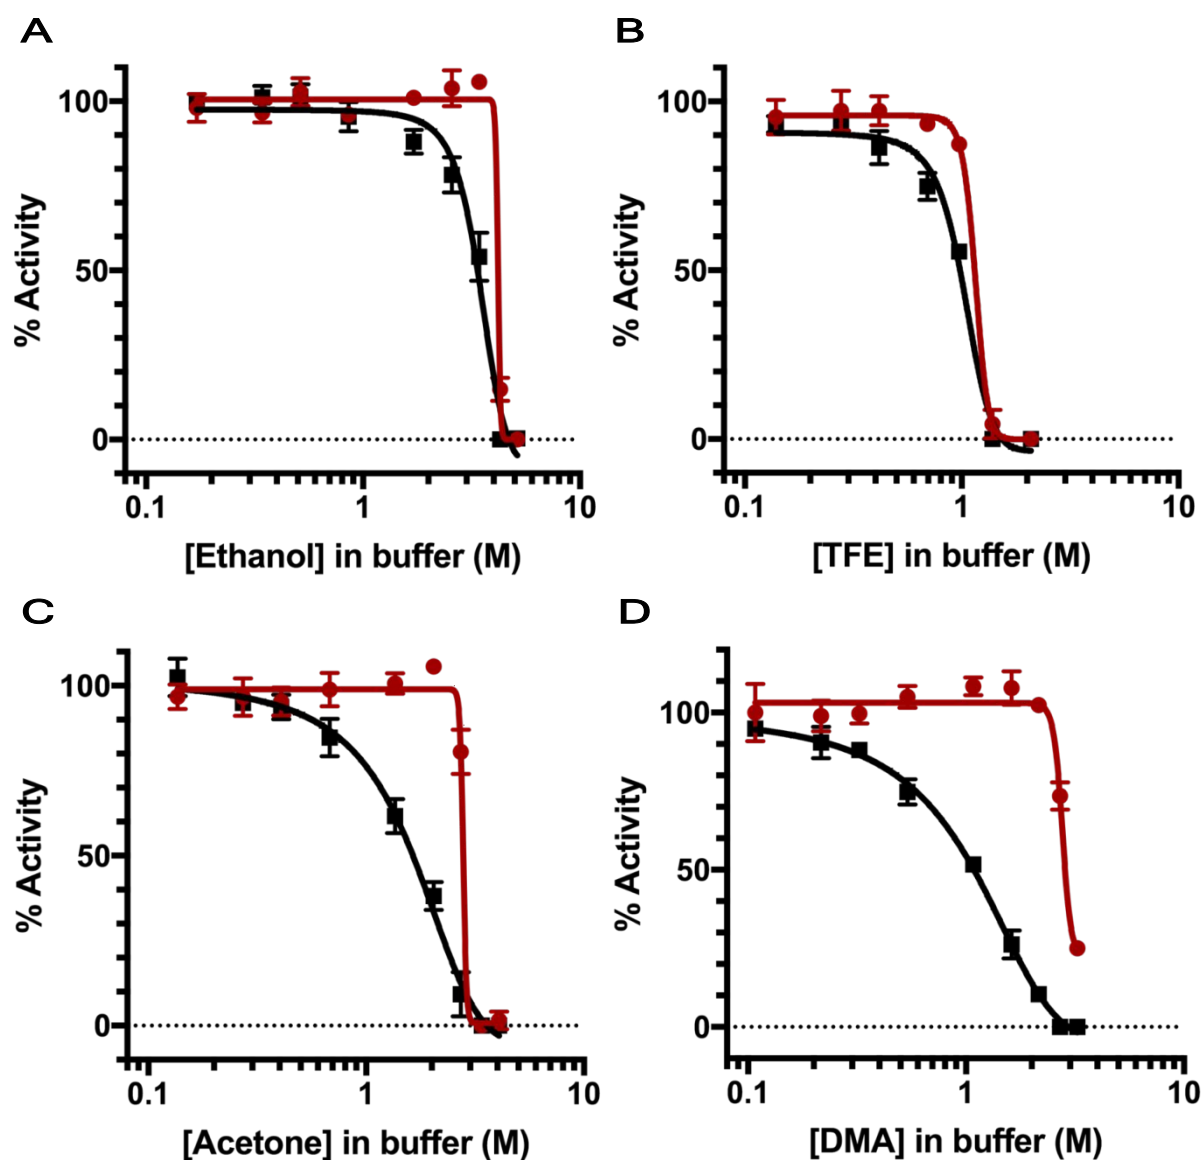 A
% Activity
100
50
0
0.1
1
10
[Ethanol] in buffer (M)
B
% Activity
100
50
0
0.1
1
10
[TFE] in buffer (M)
C
% Activity
100
50
0
0.1
1
10
[Acetone] in buffer (M)
D
% Activity
100
50
0
0.1
1
10
[DMA] in buffer (M)